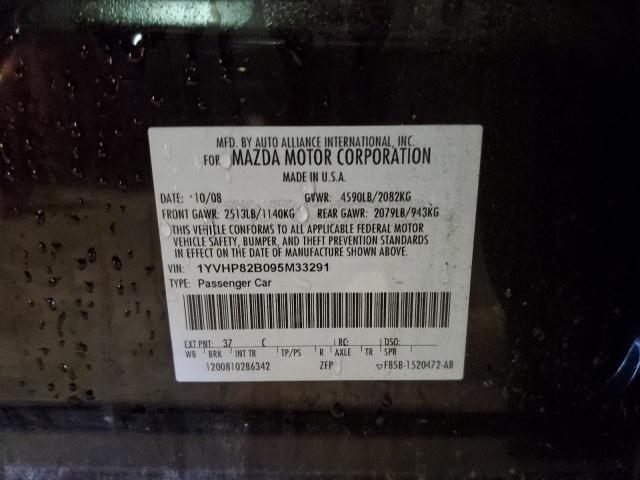 MFD. BY AUTO ALLIANCE INTERNATIONAL, INC.
FOR MAZDA MOTOR CORPORATION
MADE IN U.S.A.
DATE: 10/08 GVWR: 4590LB/2082KG
FRONT GAWR: 2513LB/1140KG REAR GAWR: 2079LB/943KG
THIS VEHICLE CONFORMS TO ALL APPLICABLE FEDERAL MOTOR
VEHICLE SAFETY, BUMPER, AND THEFT PREVENTION STANDARDS
IN EFFECT ON THE DATE OF MANUFACTURE SHOWN ABOVE.
VIN: 1YVHP82B095M33291
TYPE: Passenger Car
EXT PNT: 37 C RC: DSO:
WB BRK INT TR TP/PS R AXLE TR SPR
1200810286342 ZFP ▽F85B-1520472-AB